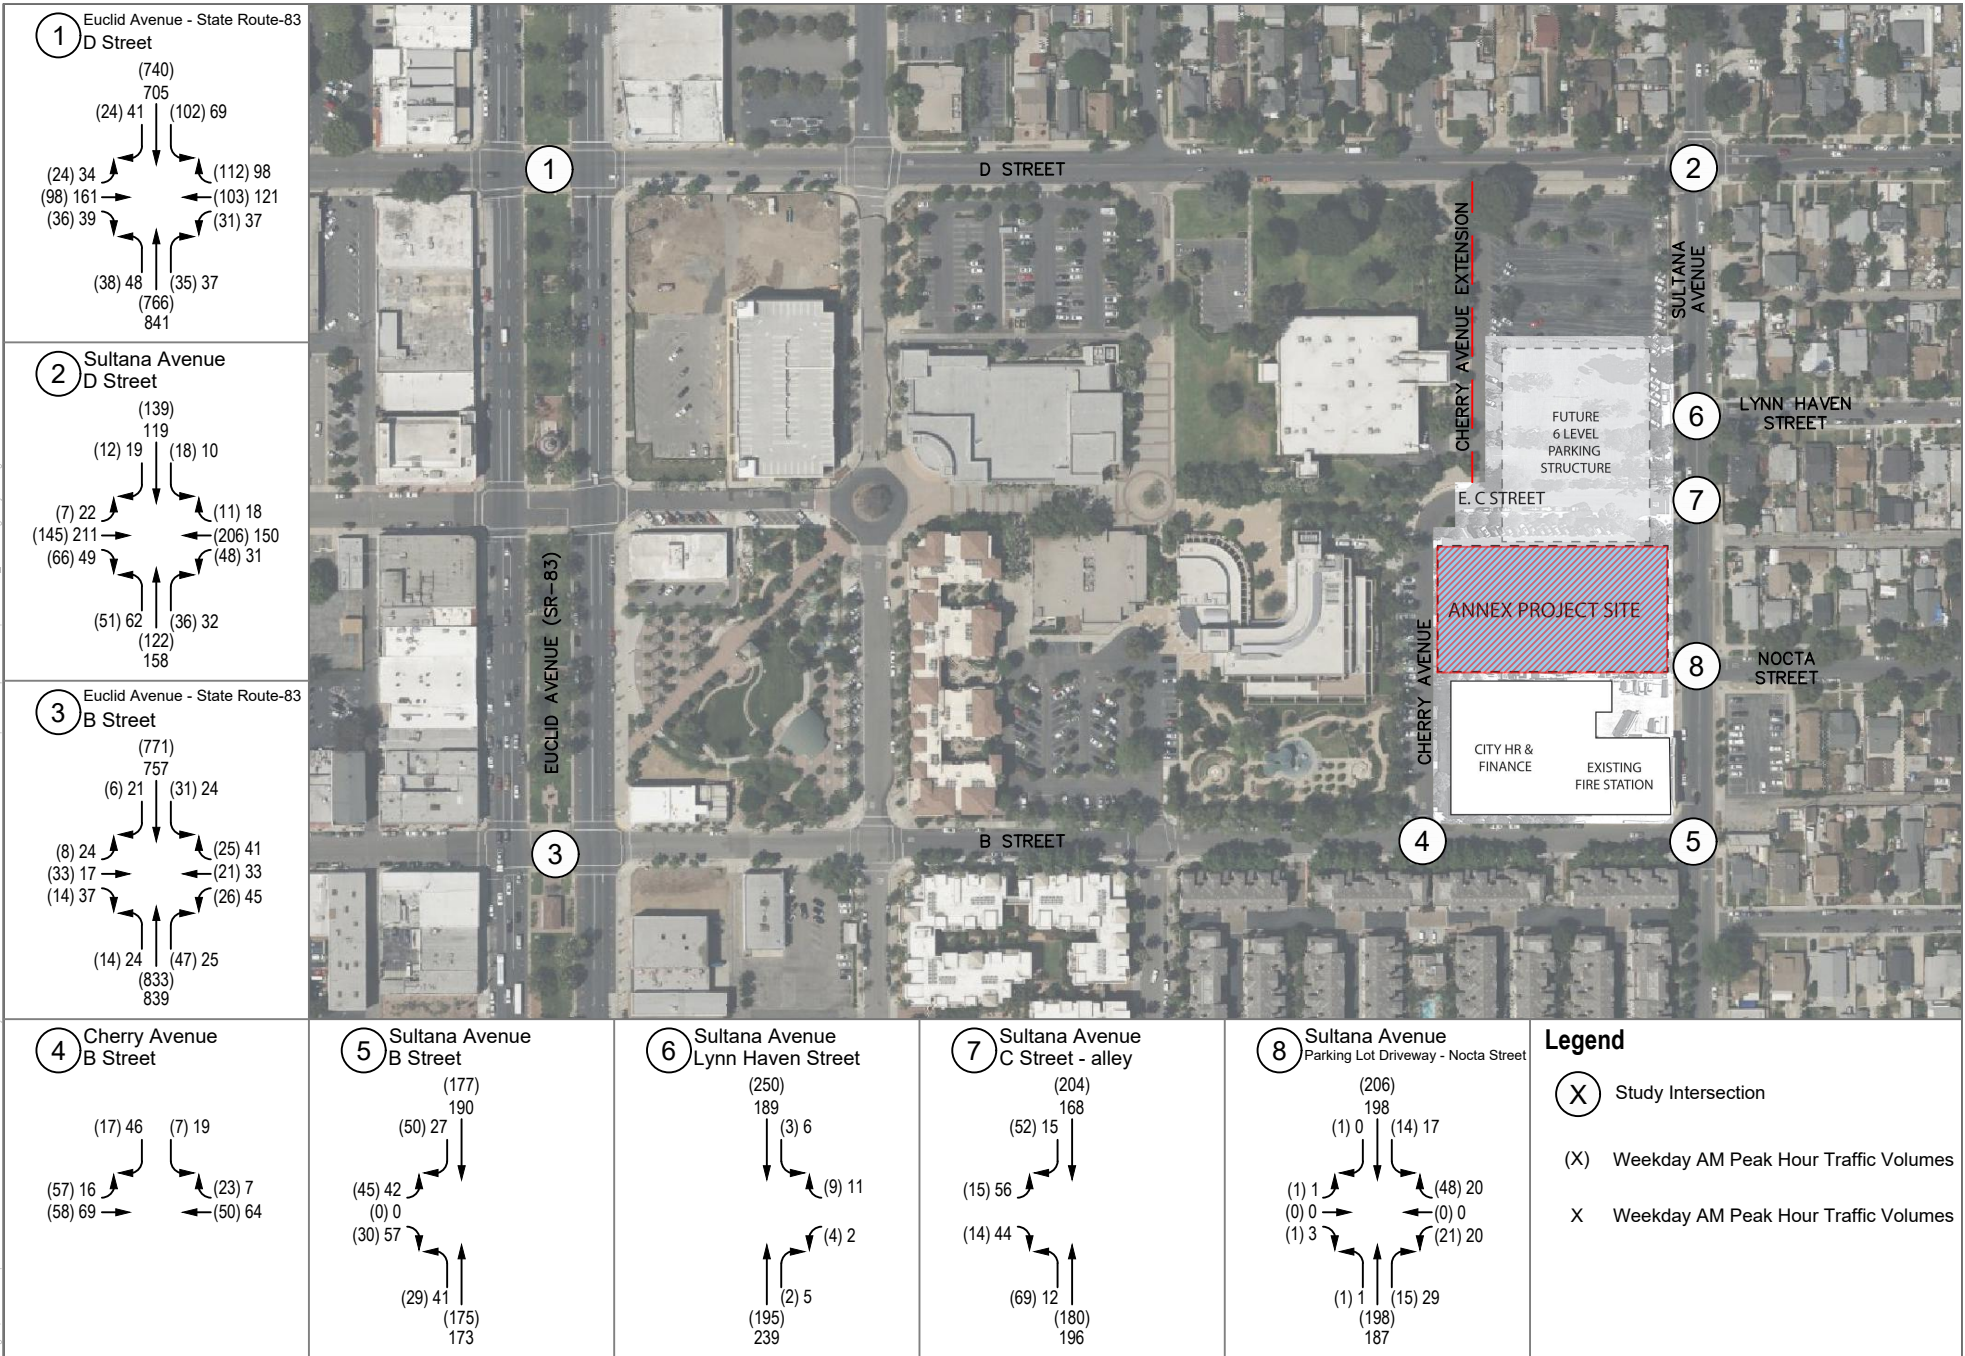 1
Euclid Avenue - State Route-83
D Street
(740)
705
(24) 41
(102) 69
(24) 34
(98) 161
(36) 39
(112) 98
(103) 121
(31) 37
(38) 48
(35) 37
(766)
841
2
Sultana Avenue
D Street
(139)
119
(12) 19
(18) 10
(7) 22
(145) 211
(66) 49
(11) 18
(206) 150
(48) 31
(51) 62
(36) 32
(122)
158
3
Euclid Avenue - State Route-83
B Street
(771)
757
(6) 21
(31) 24
(8) 24
(33) 17
(14) 37
(25) 41
(21) 33
(26) 45
(14) 24
(47) 25
(833)
839
1
D STREET
2
CHERRY AVENUE EXTENSION
SULTANA
AVENUE
6
LYNN HAVEN
STREET
FUTURE
6 LEVEL
PARKING
STRUCTURE
E. C STREET
7
EUCLID AVENUE (SR-83)
ANNEX PROJECT SITE
CHERRY AVENUE
8
NOCTA
STREET
CITY HR &
FINANCE
EXISTING
FIRE STATION
3
B STREET
4
5
4
Cherry Avenue
B Street
(17) 46
(7) 19
(57) 16
(58) 69
(23) 7
(50) 64
5
Sultana Avenue
B Street
(177)
190
(50) 27
(45) 42
(0) 0
(30) 57
(29) 41
(175)
173
6
Sultana Avenue
Lynn Haven Street
(250)
189
(3) 6
(9) 11
(4) 2
(2) 5
(195)
239
7
Sultana Avenue
C Street - alley
(204)
168
(52) 15
(15) 56
(14) 44
(69) 12
(180)
196
8
Sultana Avenue
Parking Lot Driveway - Nocta Street
(206)
198
(1) 0
(14) 17
(1) 1
(0) 0
(1) 3
(48) 20
(0) 0
(21) 20
(1) 1
(15) 29
(198)
187
Legend
X Study Intersection
(X) Weekday AM Peak Hour Traffic Volumes
X Weekday AM Peak Hour Traffic Volumes